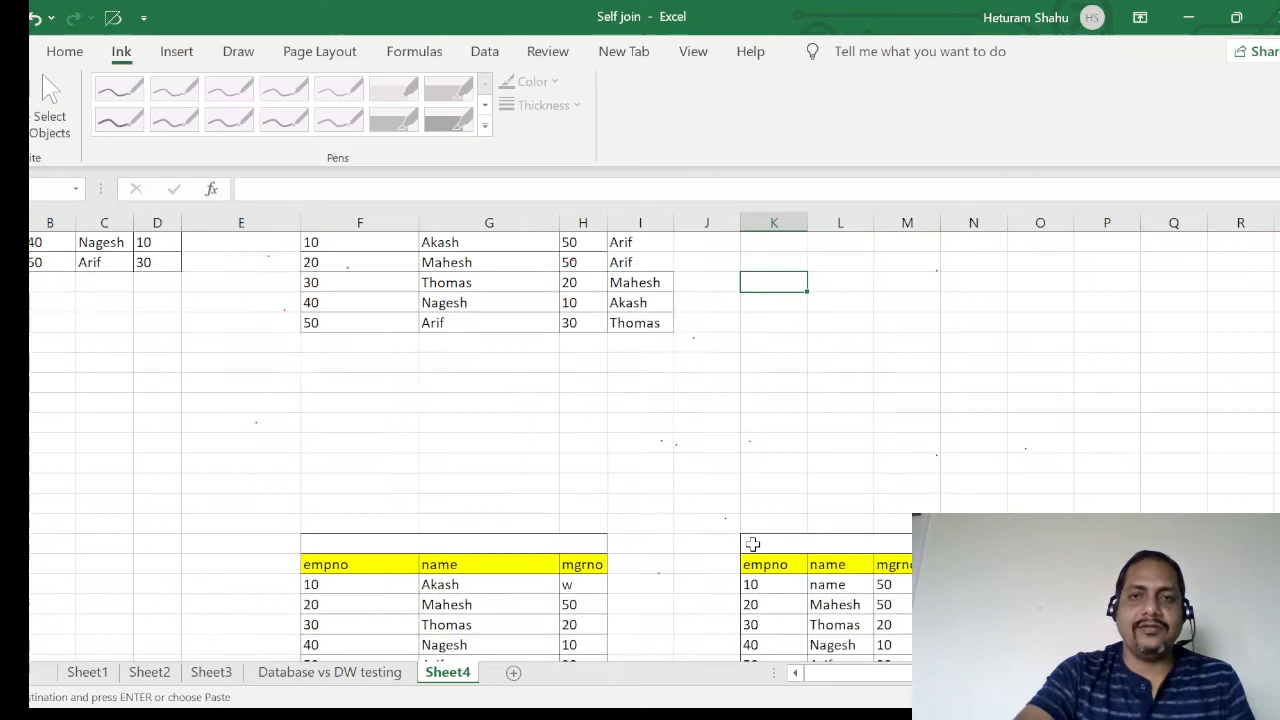 Self join - Excel
Heturam Shahu HS
Home Ink Insert Draw Page Layout Formulas Data Review New Tab View Help Tell me what you want to do
Select Color
Objects Thickness
Pens
fx
B C D E F G H I J K L M N O P Q R
40 Nagesh 10 10 Akash 50 Arif
50 Arif 30 20 Mahesh 50 Arif
30 Thomas 20 Mahesh
40 Nagesh 10 Akash
50 Arif 30 Thomas
empno name mgrno empno name mgrno
10 Akash w 10 name 50
20 Mahesh 50 20 Mahesh 50
30 Thomas 20 30 Thomas 20
40 Nagesh 10 40 Nagesh 10
Sheet1 Sheet2 Sheet3 Database vs DW testing Sheet4
stination and press ENTER or choose Paste